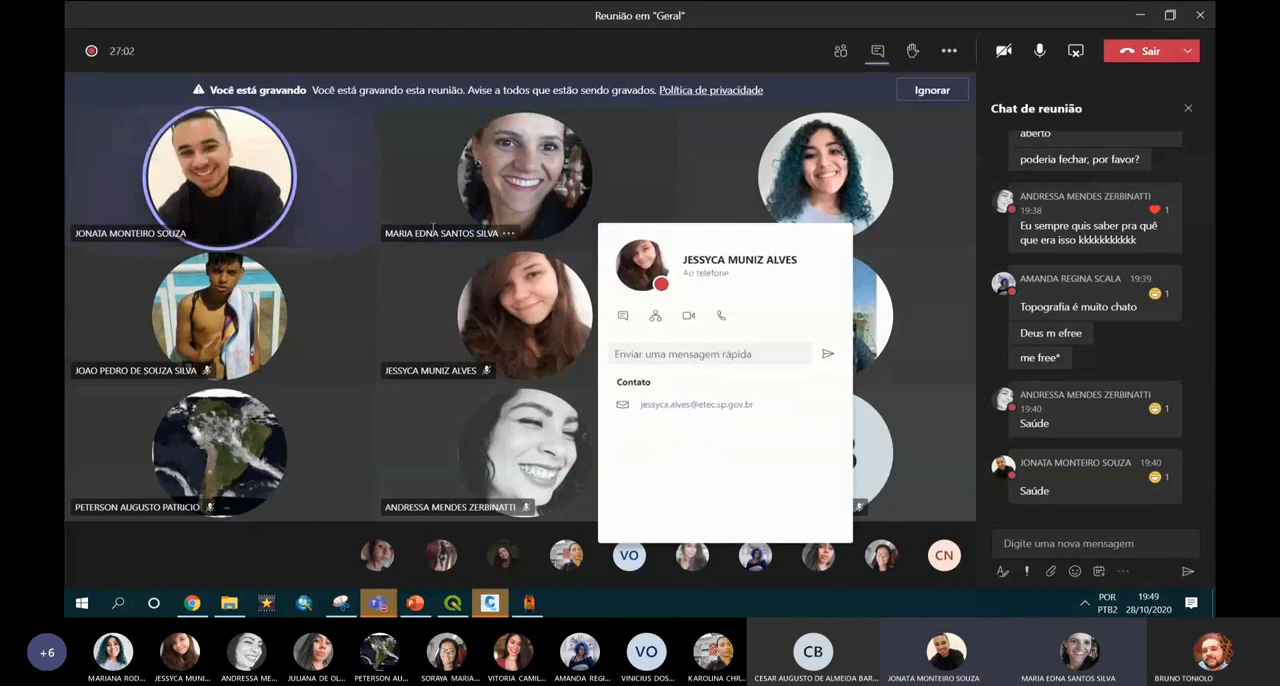 Reunião em "Geral"
27:02
Sair
Você está gravando Você está gravando esta reunião. Avise a todos que estão sendo gravados. Política de privacidade
Ignorar
JONATA MONTEIRO SOUZA
MARIA EDNA SANTOS SILVA
JOAO PEDRO DE SOUZA SILVA
JESSYCA MUNIZ ALVES
PETERSON AUGUSTO PATRICIO
ANDRESSA MENDES ZERBINATTI
JESSYCA MUNIZ ALVES
Ao telefone
Enviar uma mensagem rápida
Contato
jessyca.alves@etec.sp.gov.br
VO
CN
Chat de reunião
aberto
poderia fechar, por favor?
ANDRESSA MENDES ZERBINATTI
19:38
1
Eu sempre quis saber pra quê
que era isso kkkkkkkkkkk
AMANDA REGINA SCALA 19:39
1
Topografia é muito chato
Deus m efree
me free*
ANDRESSA MENDES ZERBINATTI
19:40
1
Saúde
JONATA MONTEIRO SOUZA 19:40
1
Saúde
Digite uma nova mensagem
POR
PTB2
19:49
28/10/2020
+6
VO
CB
MARIANA ROD...
JESSYCA MUNI...
ANDRESSA ME...
JULIANA DE OL...
PETERSON AU...
SORAYA MARIA...
VITORIA CAMIL...
AMANDA REGI...
VINICIUS DOS...
KAROLINA CHR...
CESAR AUGUSTO DE ALMEIDA BAR...
JONATA MONTEIRO SOUZA
MARIA EDNA SANTOS SILVA
BRUNO TONIOLO